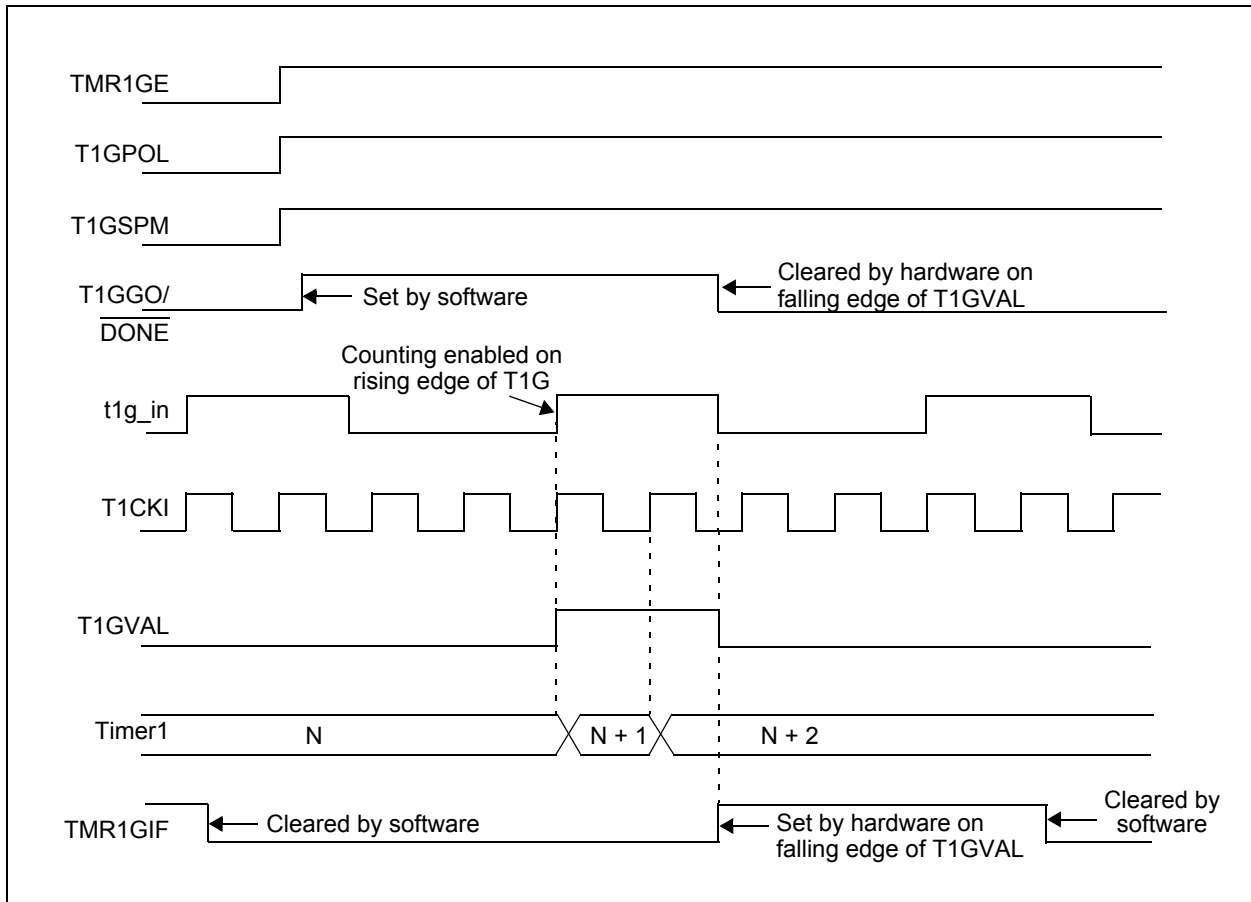 TMR1GE
T1GPOL
T1GSPM
T1GGO/
DONE
Set by software
Cleared by hardware on
falling edge of T1GVAL
Counting enabled on
rising edge of T1G
t1g_in
T1CKI
T1GVAL
Timer1
N
N + 1
N + 2
TMR1GIF
Cleared by software
Set by hardware on
falling edge of T1GVAL
Cleared by
software